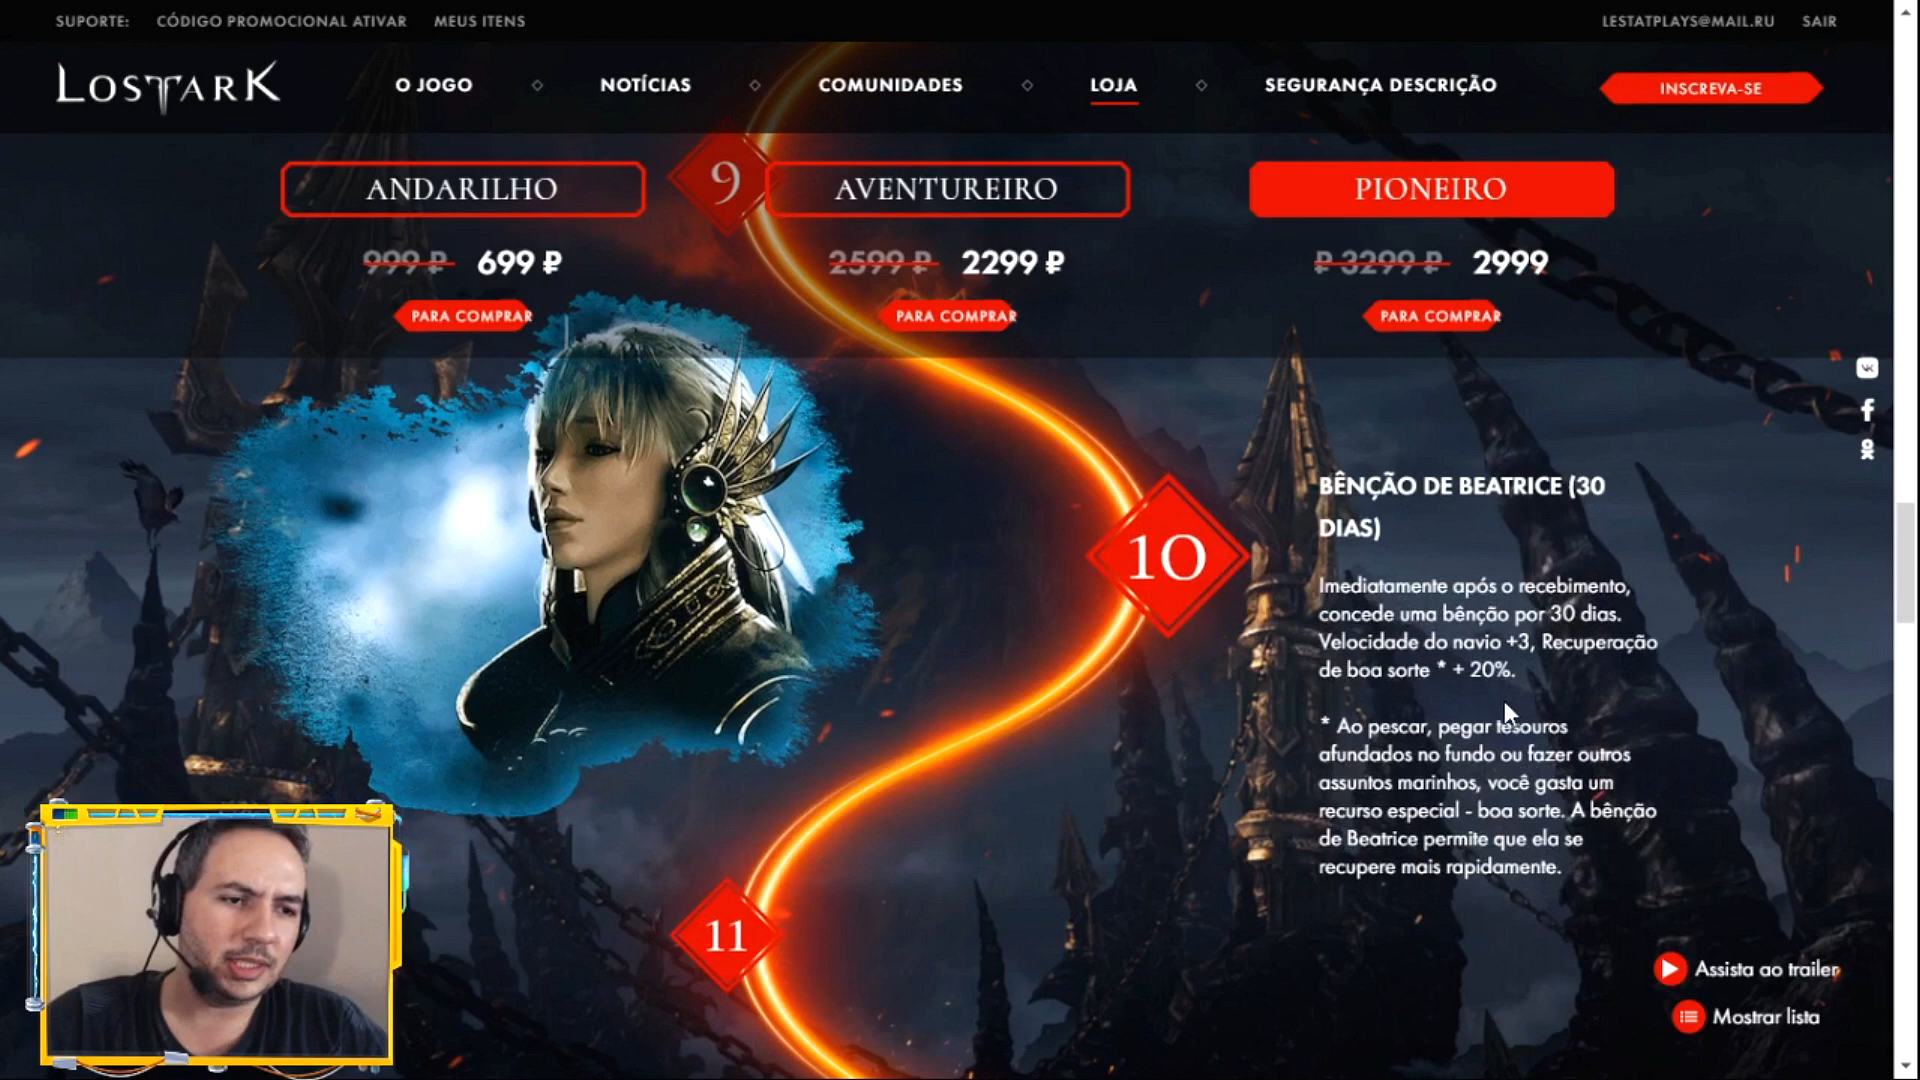 SUPORTE: CÓDIGO PROMOCIONAL ATIVAR MEUS ITENS LESTATPLAYS@MAIL.RU SAIR
LOSTARK O JOGO NOTÍCIAS COMUNIDADES LOJA SEGURANÇA DESCRIÇÃO INSCREVA-SE
ANDARILHO 9 AVENTUREIRO PIONEIRO
999 ₽ 699 ₽ 2599 ₽ 2299 ₽ ₽ 3299 ₽ 2999
PARA COMPRAR PARA COMPRAR PARA COMPRAR
BÊNÇÃO DE BEATRICE (30
DIAS)
10
Imediatamente após o recebimento,
concede uma bênção por 30 dias.
Velocidade do navio +3, Recuperação
de boa sorte * + 20%.
* Ao pescar, pegar tesouros
afundados no fundo ou fazer outros
assuntos marinhos, você gasta um
recurso especial - boa sorte. A bênção
de Beatrice permite que ela se
recupere mais rapidamente.
11
Assista ao trailer
Mostrar lista